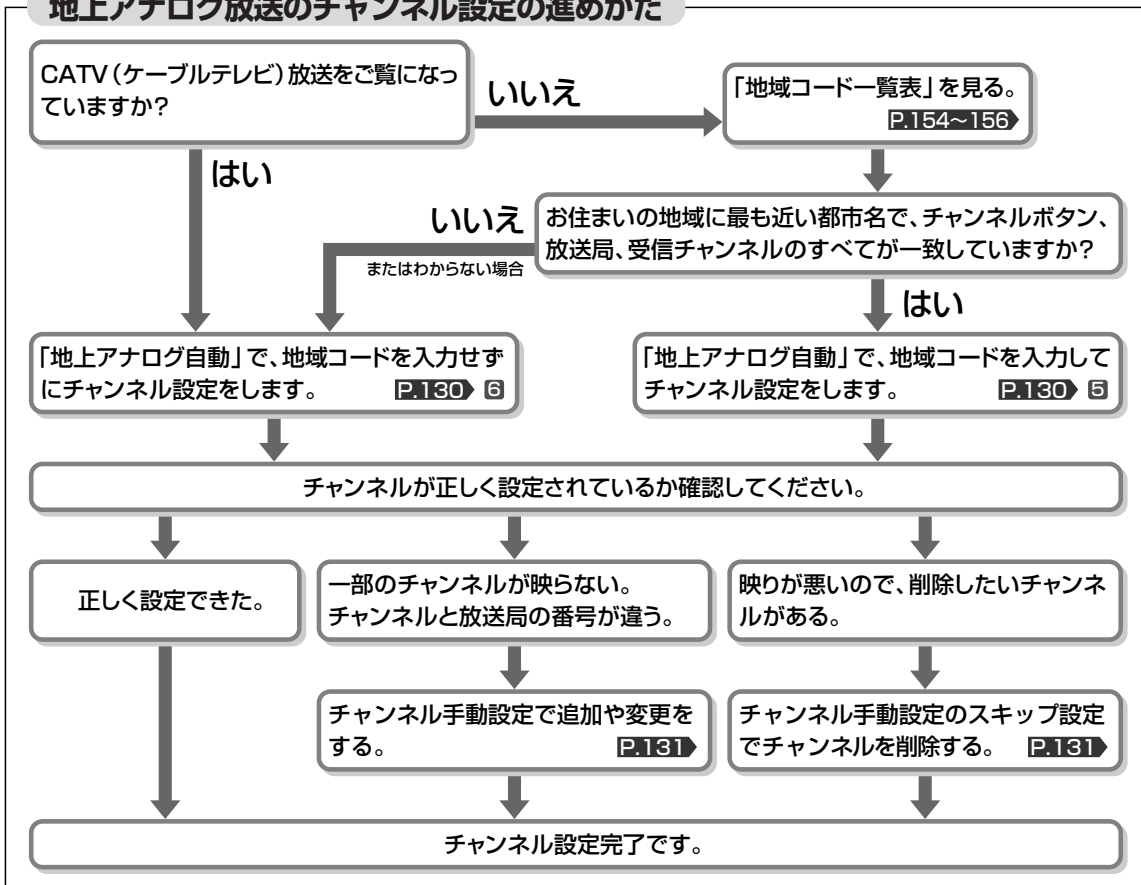 地上アナログ放送のチャンネル設定の進めかた
CATV（ケーブルテレビ）放送をご覧になっ
ていますか？
いいえ
「地域コード一覧表」を見る。
P.154～156
はい
いいえ
またはわからない場合
お住まいの地域に最も近い都市名で、チャンネルボタン、
放送局、受信チャンネルのすべてが一致していますか？
はい
「地上アナログ自動」で、地域コードを入力せず
にチャンネル設定をします。 P.130 6
「地上アナログ自動」で、地域コードを入力して
チャンネル設定をします。 P.130 5
チャンネルが正しく設定されているか確認してください。
正しく設定できた。
一部のチャンネルが映らない。
チャンネルと放送局の番号が違う。
映りが悪いので、削除したいチャンネ
ルがある。
チャンネル手動設定で追加や変更を
する。 P.131
チャンネル手動設定のスキップ設定
でチャンネルを削除する。 P.131
チャンネル設定完了です。